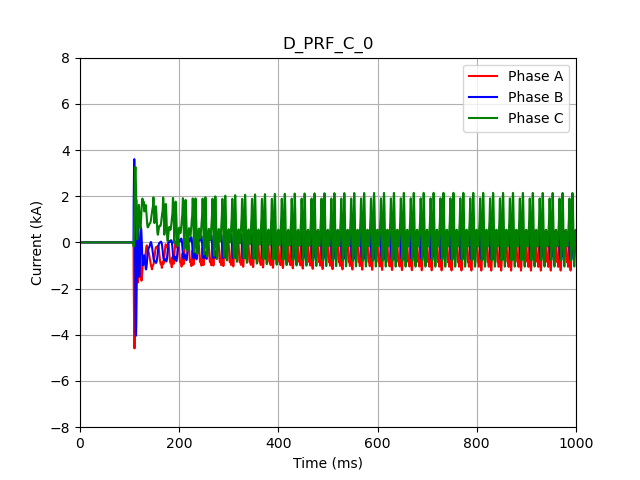 D_PRF_C_0
8
6
4
2
0
−2
−4
−6
−8
Current (kA)
Phase A
Phase B
Phase C
0 200 400 600 800 1000
Time (ms)